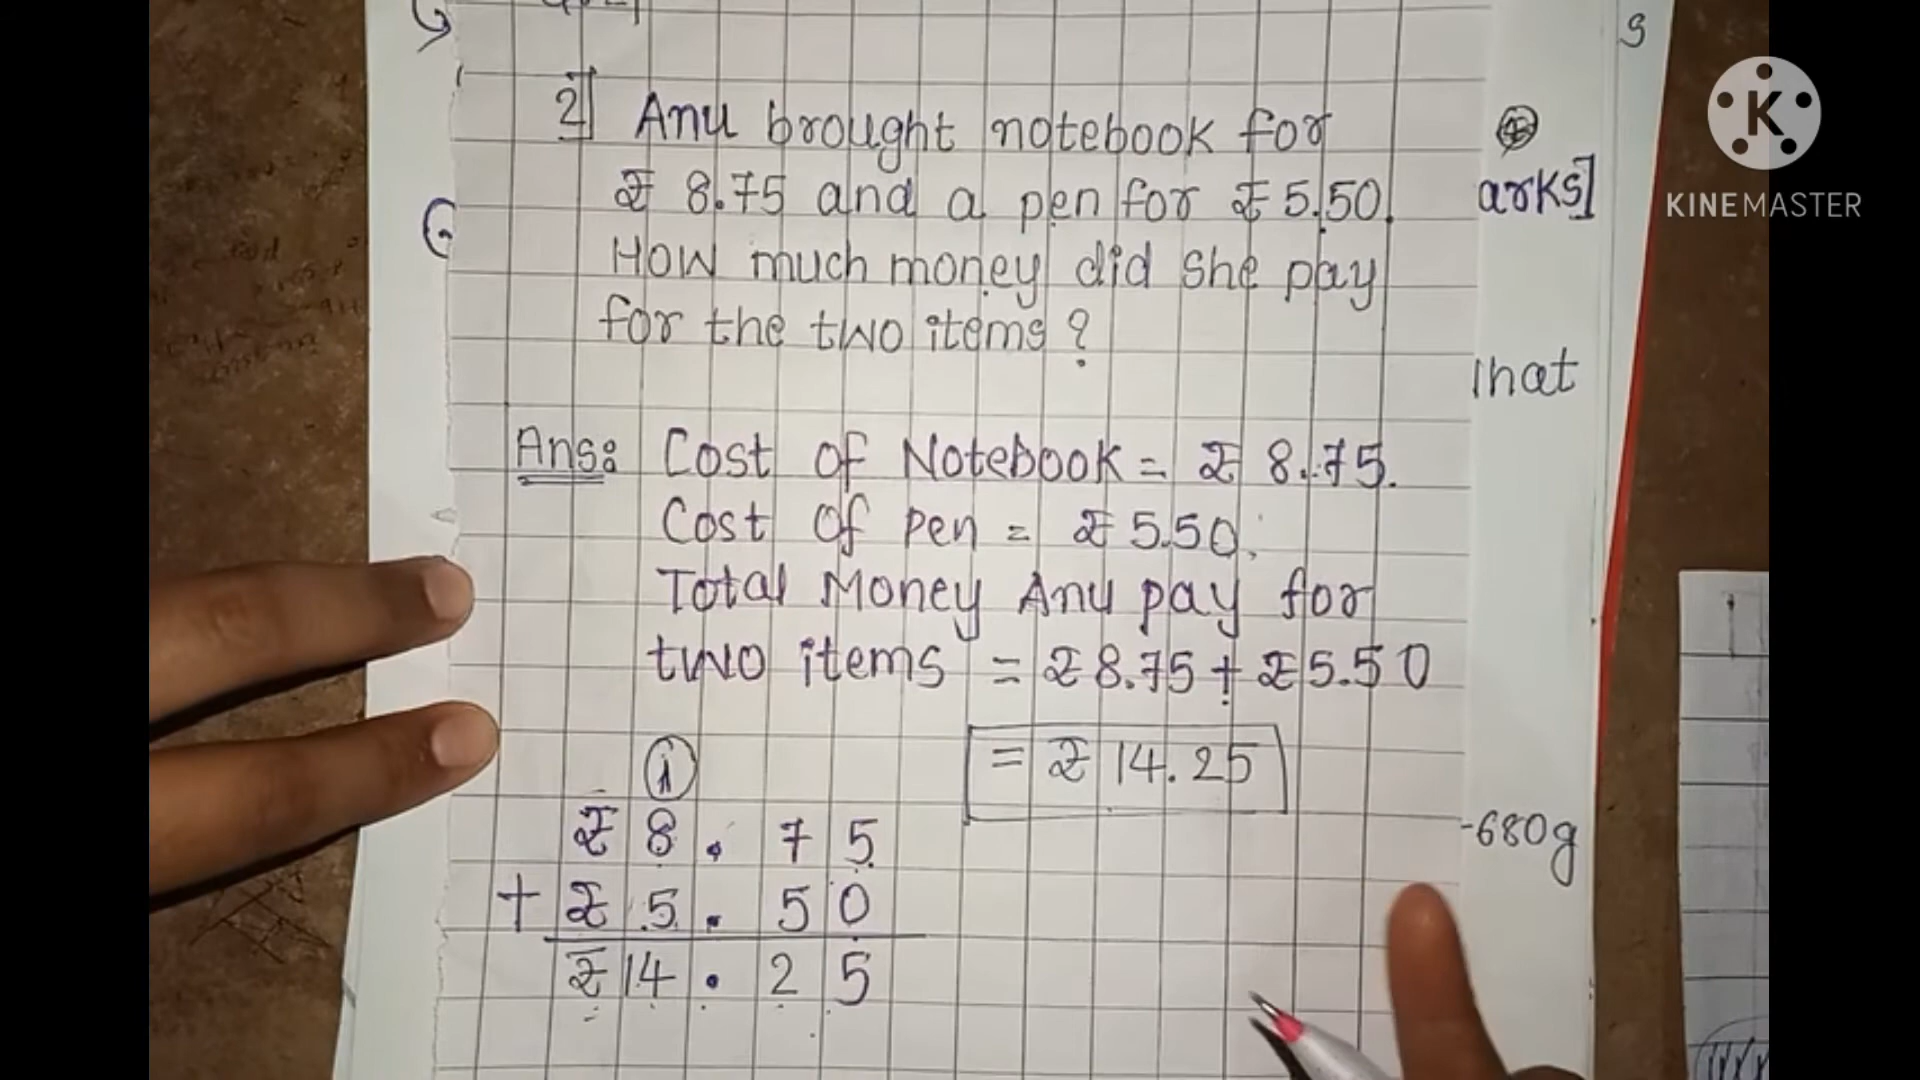 2] Anu brought notebook for
₹ 8.75 and a pen for ₹ 5.50.
How much money did she pay
for the two items?
Ans: Cost of Notebook = ₹ 8.75.
Cost of pen = ₹ 5.50.
Total Money Anu pay for
two items = ₹ 8.75 + ₹ 5.50
= ₹ 14.25
1
₹ 8 . 7 5
+ ₹ 5 . 5 0
₹ 14 . 2 5
arks]
hat
-680g
g
K
KINEMASTER